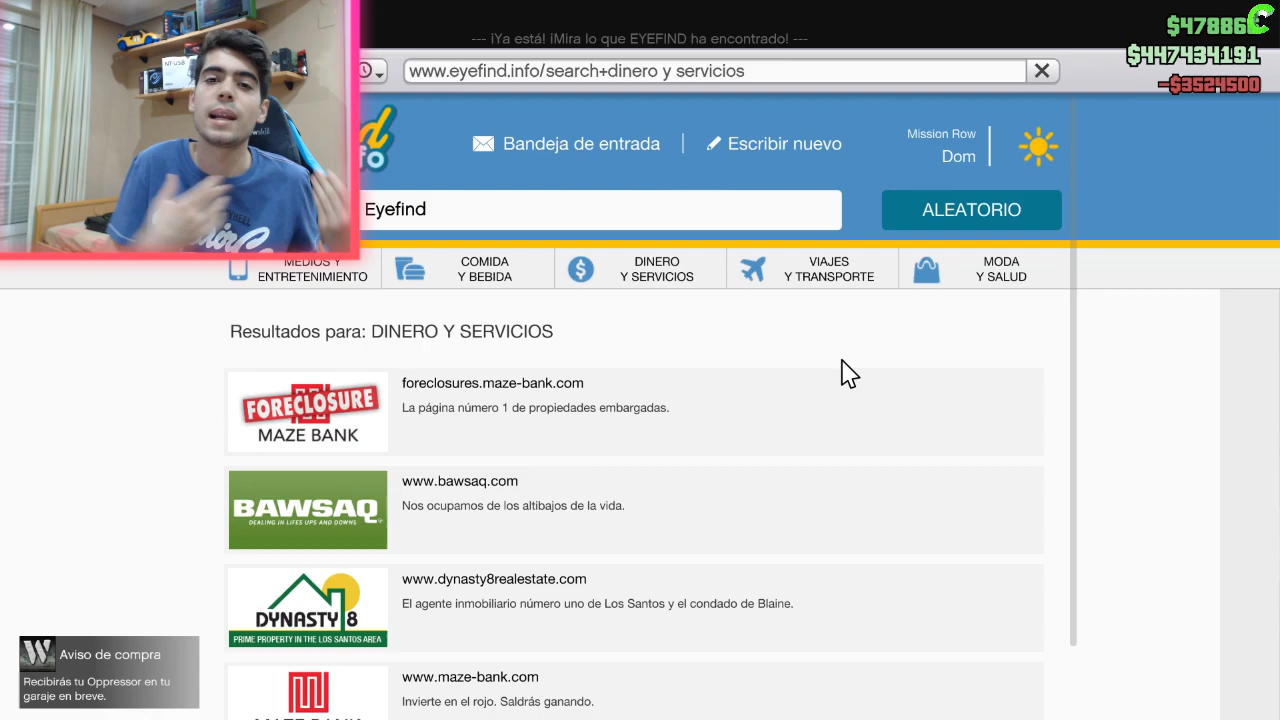 --- ¡Ya está! ¡Mira lo que EYEFIND ha encontrado! ---
www.eyefind.info/search+dinero y servicios
$447434191
-$3524500
NT-USB
Bandeja de entrada
Escribir nuevo
Mission Row
Dom
Eyefind
ALEATORIO
MEDIOS Y
ENTRETENIMIENTO
COMIDA
Y BEBIDA
DINERO
Y SERVICIOS
VIAJES
Y TRANSPORTE
MODA
Y SALUD
Resultados para: DINERO Y SERVICIOS
FORECLOSURE
MAZE BANK
foreclosures.maze-bank.com
La página número 1 de propiedades embargadas.
BAWSAQ
DEALING IN LIFES UPS AND DOWNS
www.bawsaq.com
Nos ocupamos de los altibajos de la vida.
DYNASTY 8
PRIME PROPERTY IN THE LOS SANTOS AREA
www.dynasty8realestate.com
El agente inmobiliario número uno de Los Santos y el condado de Blaine.
MAZE BANK
www.maze-bank.com
Invierte en el rojo. Saldrás ganando.
Aviso de compra
Recibirás tu Oppressor en tu
garaje en breve.